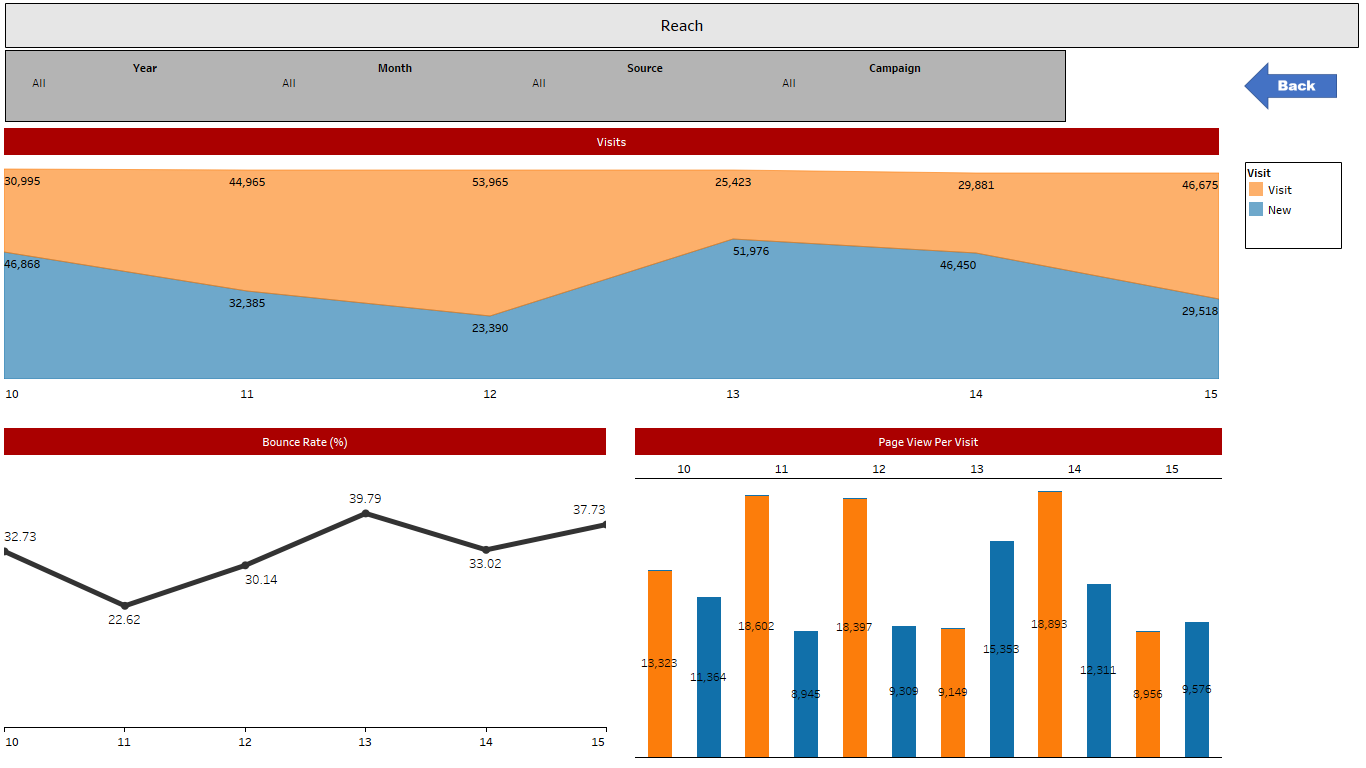 Reach
Year Month Source Campaign
All All All All
Back
Visits
30,995 44,965 53,965 25,423 29,881 46,675
46,868 32,385 23,390 51,976 46,450 29,518
10 11 12 13 14 15
Visit
Visit
New
Bounce Rate (%)
32.73 22.62 30.14 39.79 33.02 37.73
10 11 12 13 14 15
Page View Per Visit
10 11 12 13 14 15
13,323 11,364 18,602 8,945 18,397 9,309 9,149 15,353 18,893 12,311 8,956 9,576